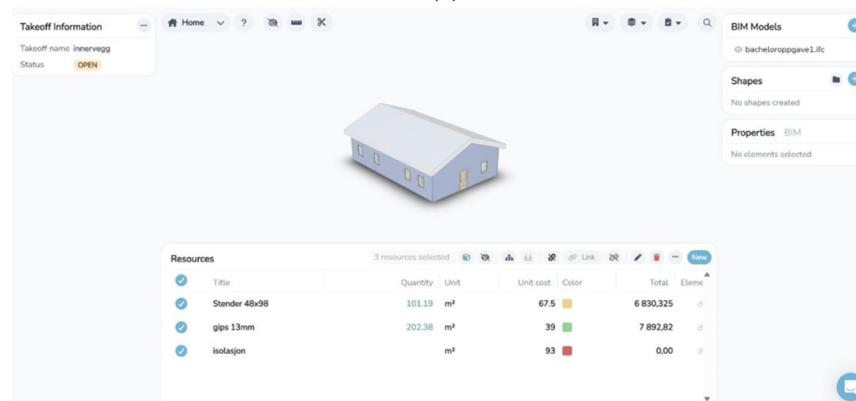 Takeoff Information
Takeoff name innervegg
Status OPEN
Home
?
BIM Models
bacheloroppgave1.ifc
Shapes
No shapes created
Properties BIM
No elements selected
Resources 3 resources selected Link New
Title Quantity Unit Unit cost Color Total Eleme
Stender 48x98 101.19 m² 67.5 6 830,325
gips 13mm 202.38 m² 39 7 892,82
isolasjon m² 93 0,00